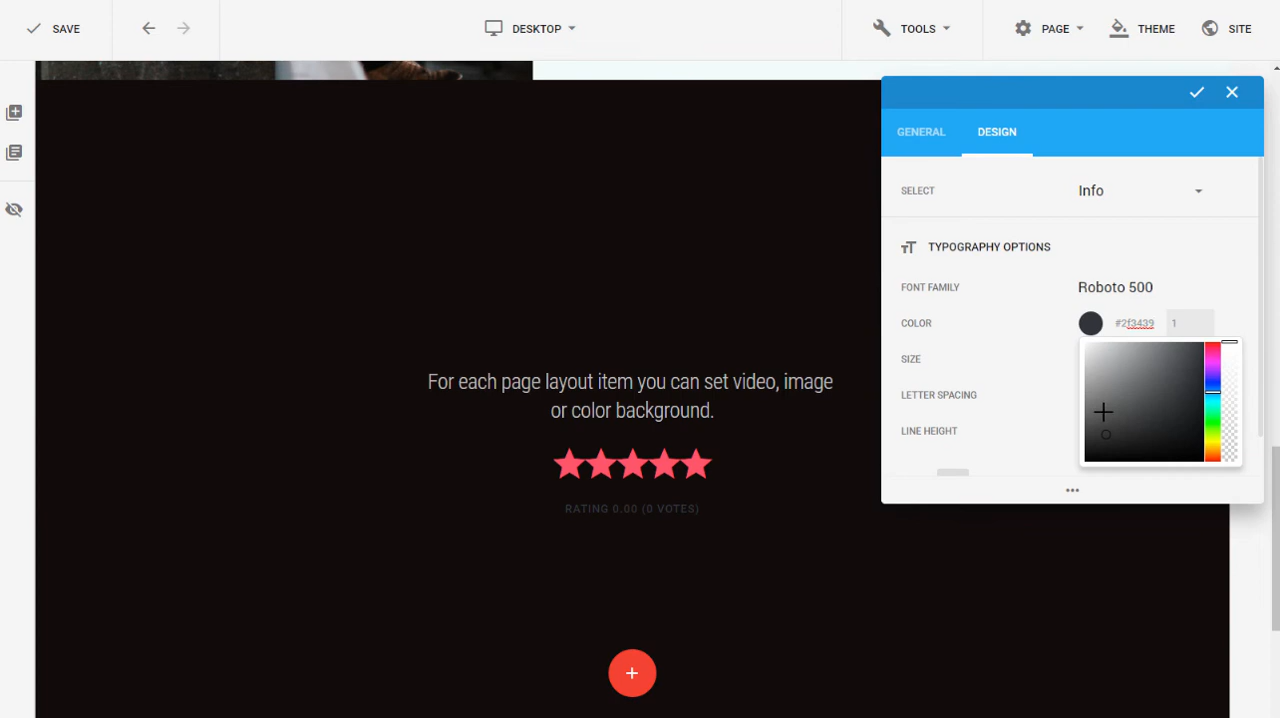 SAVE
DESKTOP
TOOLS
PAGE
THEME
SITE
GENERAL
DESIGN
SELECT
Info
TYPOGRAPHY OPTIONS
FONT FAMILY
Roboto 500
COLOR
#2f3439
1
SIZE
LETTER SPACING
LINE HEIGHT
For each page layout item you can set video, image
or color background.
RATING 0.00 (0 VOTES)